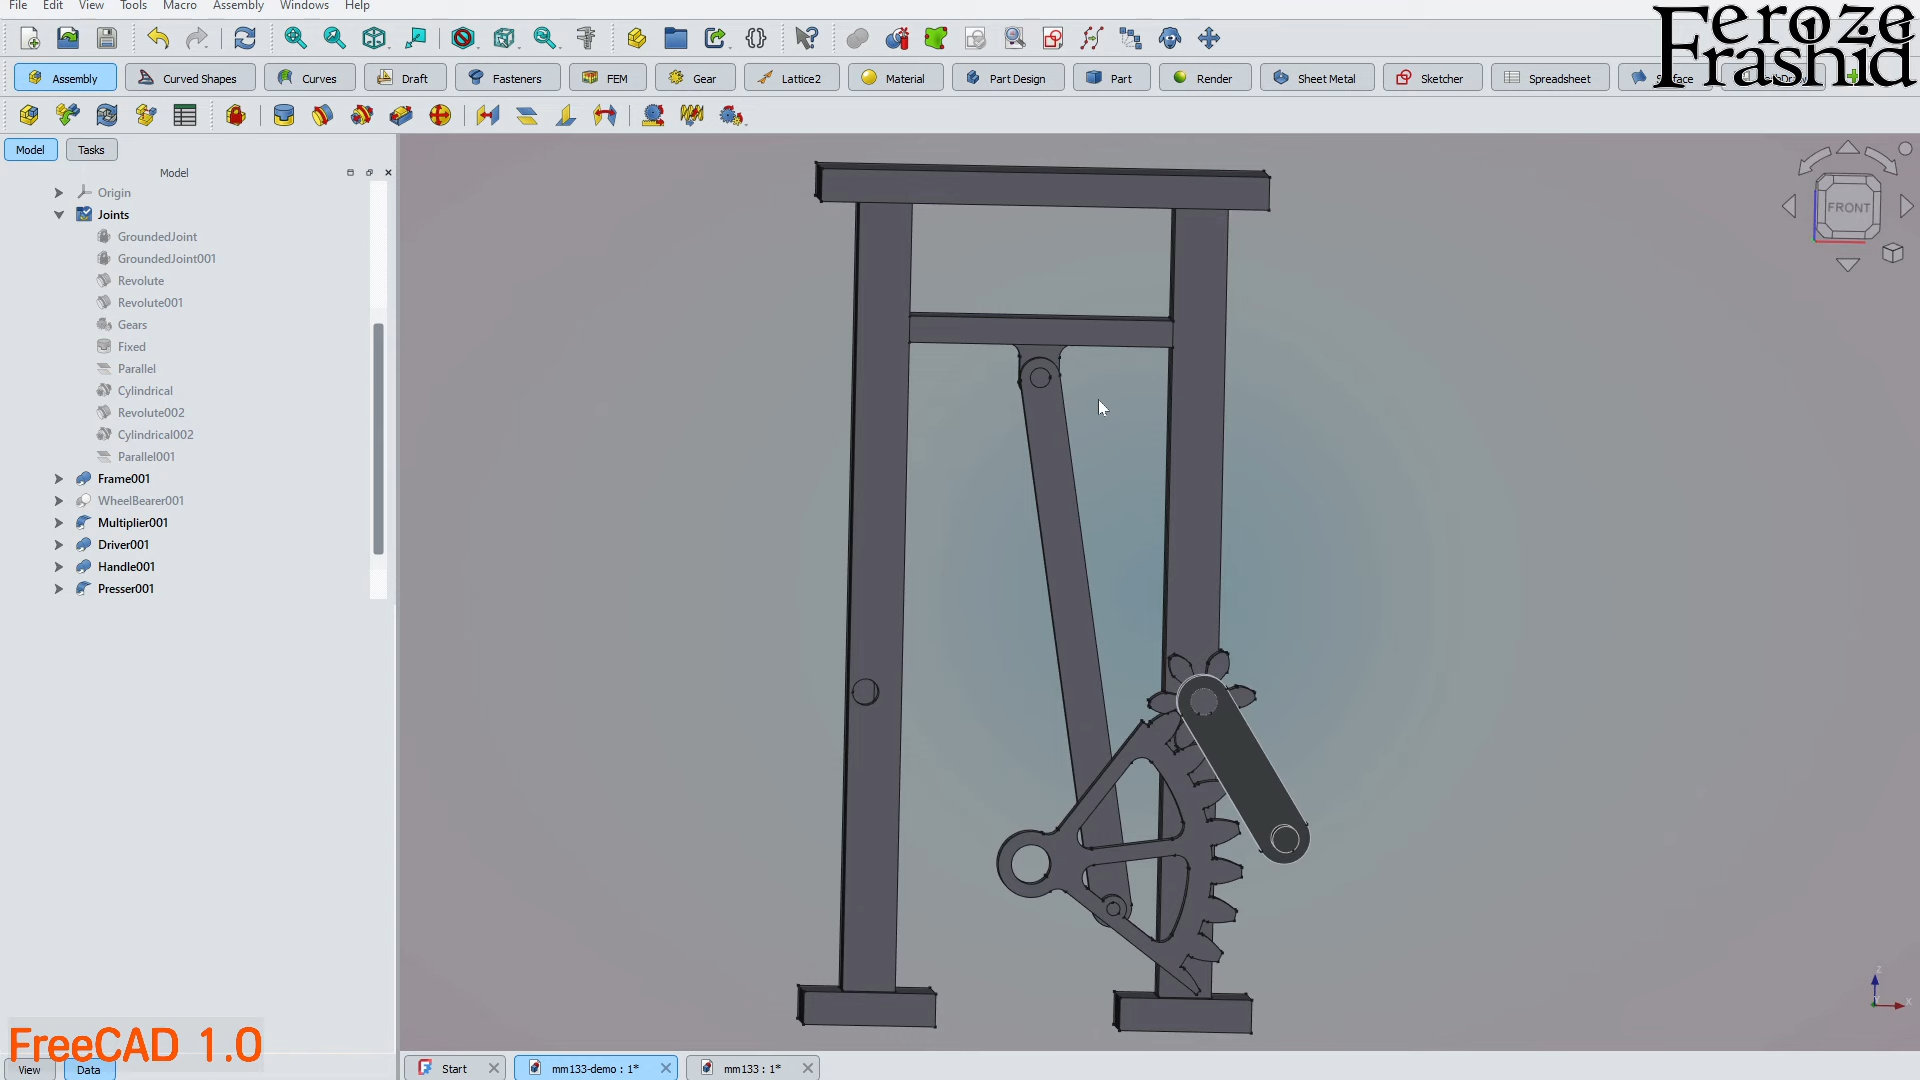 File Edit View Tools Macro Assembly Windows Help
Feroze
Frashid
Assembly Curved Shapes Curves Draft Fasteners FEM Gear Lattice2 Material Part Design Part Render Sheet Metal Sketcher Spreadsheet
Model Tasks
Model
Origin
Joints
GroundedJoint
GroundedJoint001
Revolute
Revolute001
Gears
Fixed
Parallel
Cylindrical
Revolute002
Cylindrical002
Parallel001
Frame001
WheelBearer001
Multiplier001
Driver001
Handle001
Presser001
FRONT
Z
Y
X
FreeCAD 1.0
View Data
Start mm133-demo : 1* mm133 : 1*